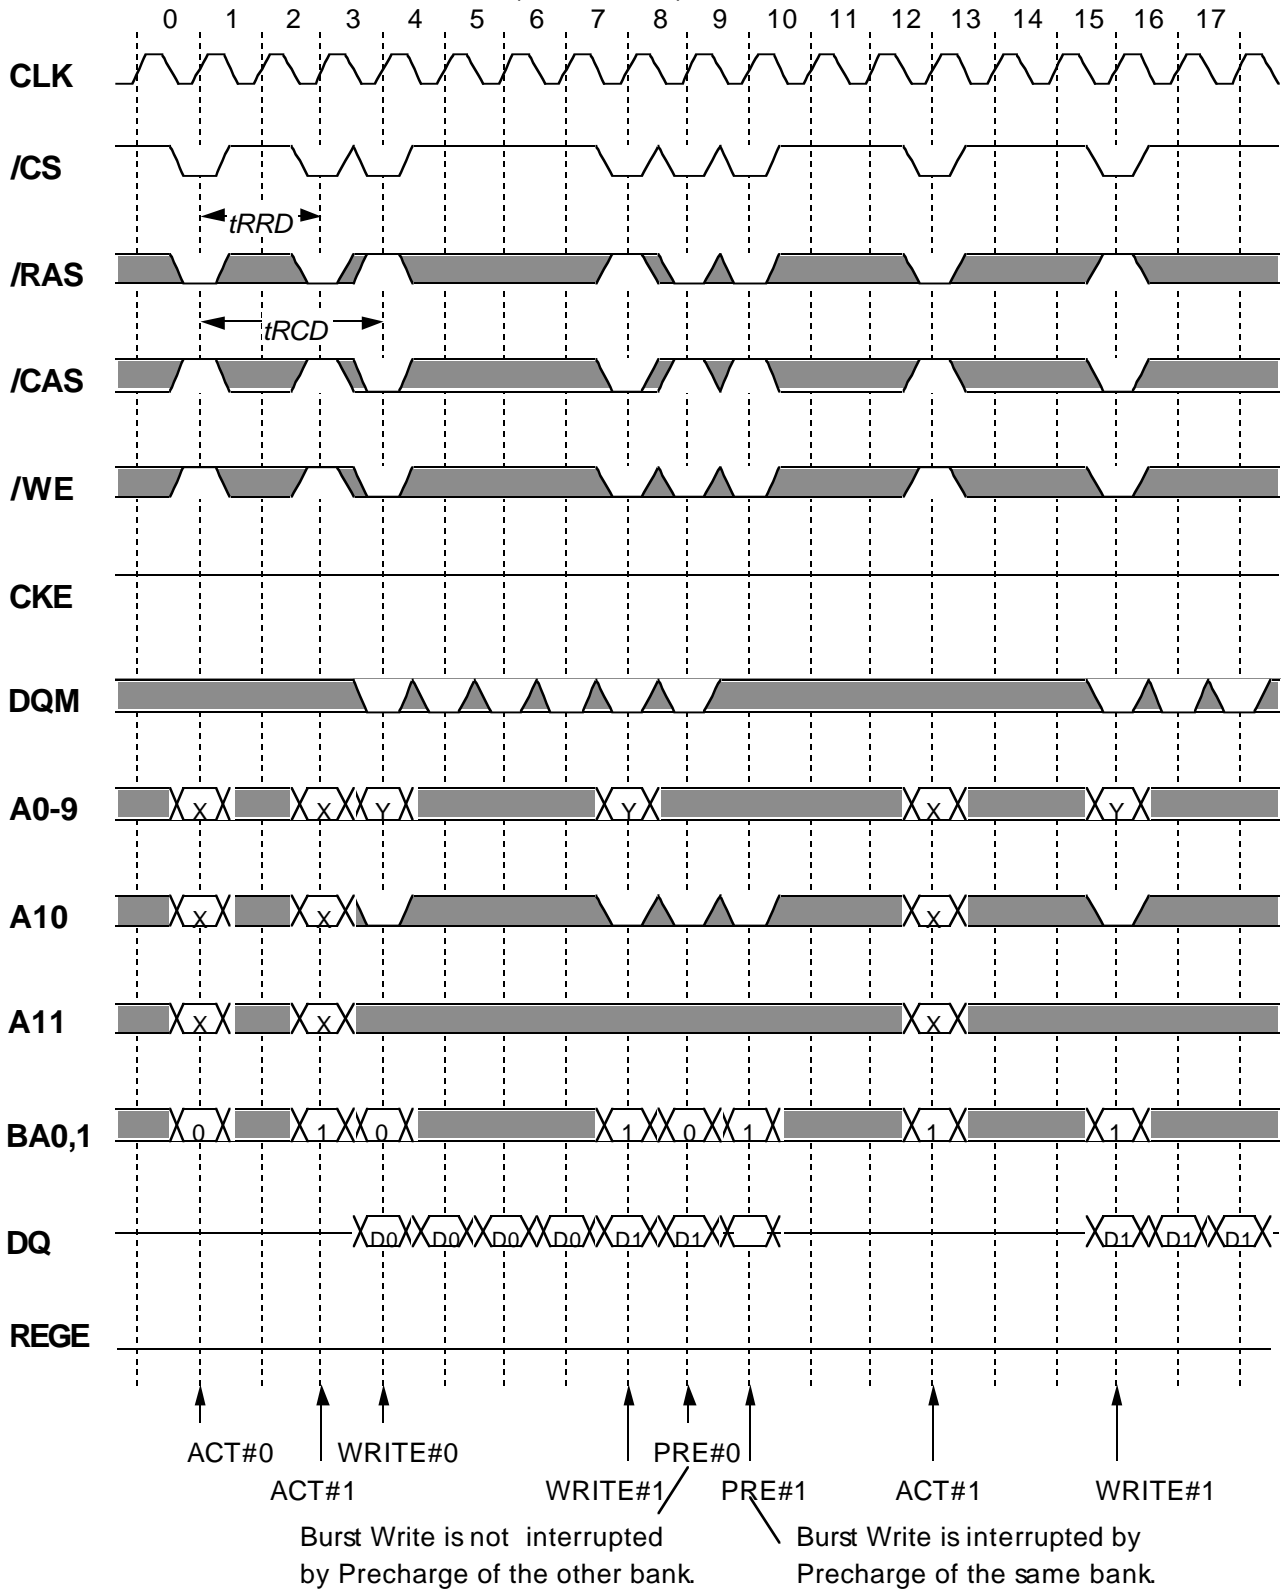 0 1 2 3 4 5 6 7 8 9 10 11 12 13 14 15 16 17
CLK
/CS
tRRD
/RAS
tRCD
/CAS
/WE
CKE
DQM
A0-9 X X Y Y X Y
A10 X X X
A11 X X X
BA0,1 0 1 0 1 0 1 1 1
DQ D0 D0 D0 D0 D1 D1 D1 D1 D1
REGE
ACT#0 WRITE#0 PRE#0
ACT#1 WRITE#1 PRE#1 ACT#1 WRITE#1
Burst Write is not interrupted
by Precharge of the other bank.
Burst Write is interrupted by
Precharge of the same bank.